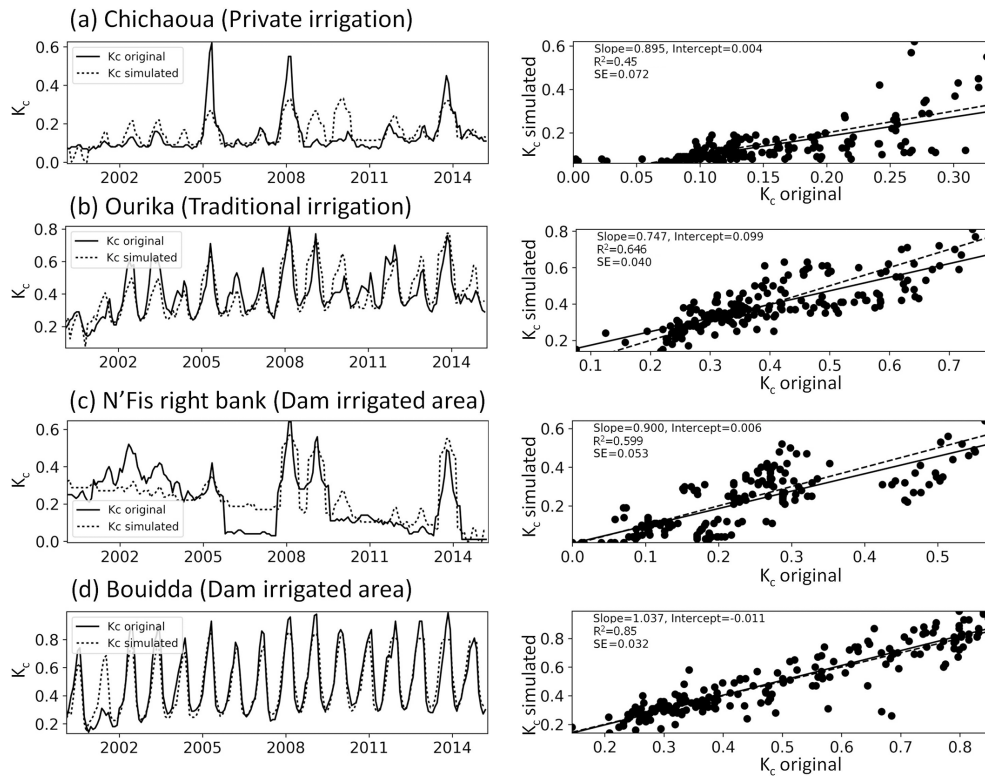 (a) Chichaoua (Private irrigation)
0.6
0.4
0.2
0.0
Kc
Kc original
Kc simulated
2002 2005 2008 2011 2014
Slope=0.895, Intercept=0.004
R²=0.45
SE=0.072
Kc simulated
0.4
0.2
0.00 0.05 0.10 0.15 0.20 0.25 0.30
Kc original
(b) Ourika (Traditional irrigation)
0.8
0.6
0.4
0.2
Kc
Kc original
Kc simulated
2002 2005 2008 2011 2014
Slope=0.747, Intercept=0.099
R²=0.646
SE=0.040
Kc simulated
0.8
0.6
0.4
0.2
0.1 0.2 0.3 0.4 0.5 0.6 0.7
Kc original
(c) N’Fis right bank (Dam irrigated area)
0.6
0.4
0.2
0.0
Kc
Kc original
Kc simulated
2002 2005 2008 2011 2014
Slope=0.900, Intercept=0.006
R²=0.599
SE=0.053
Kc simulated
0.6
0.4
0.2
0.0 0.1 0.2 0.3 0.4 0.5
Kc original
(d) Bouidda (Dam irrigated area)
0.8
0.6
0.4
0.2
Kc
Kc original
Kc simulated
2002 2005 2008 2011 2014
Slope=1.037, Intercept=-0.011
R²=0.85
SE=0.032
Kc simulated
0.8
0.6
0.4
0.2
0.2 0.3 0.4 0.5 0.6 0.7 0.8
Kc original